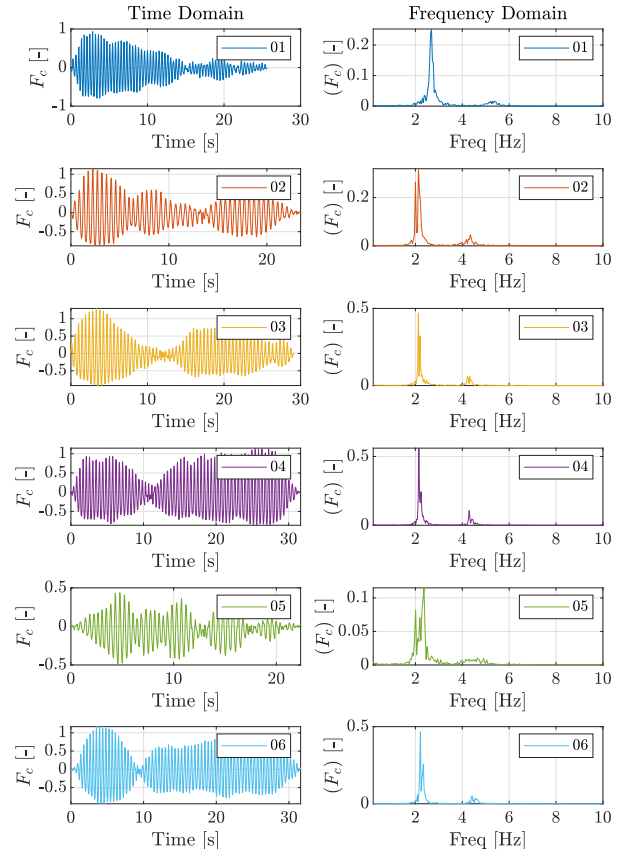 Time Domain Frequency Domain
1 0 -1 F_c [-] 01 0 10 20 30 Time [s]
0.2 0.1 0 (F_c) [-] 01 0 2 4 6 8 10 Freq [Hz]
1 0.5 0 -0.5 F_c [-] 02 0 10 20 Time [s]
0.2 0 (F_c) [-] 02 0 2 4 6 8 10 Freq [Hz]
1 0.5 0 -0.5 F_c [-] 03 0 10 20 30 Time [s]
0.5 0 (F_c) [-] 03 0 2 4 6 8 10 Freq [Hz]
1 0.5 0 -0.5 F_c [-] 04 0 10 20 30 Time [s]
0.5 0 (F_c) [-] 04 0 2 4 6 8 10 Freq [Hz]
0.5 0 -0.5 F_c [-] 05 0 10 20 Time [s]
0.1 0.05 0 (F_c) [-] 05 0 2 4 6 8 10 Freq [Hz]
1 0.5 0 -0.5 F_c [-] 06 0 10 20 30 Time [s]
0.5 0 (F_c) [-] 06 0 2 4 6 8 10 Freq [Hz]